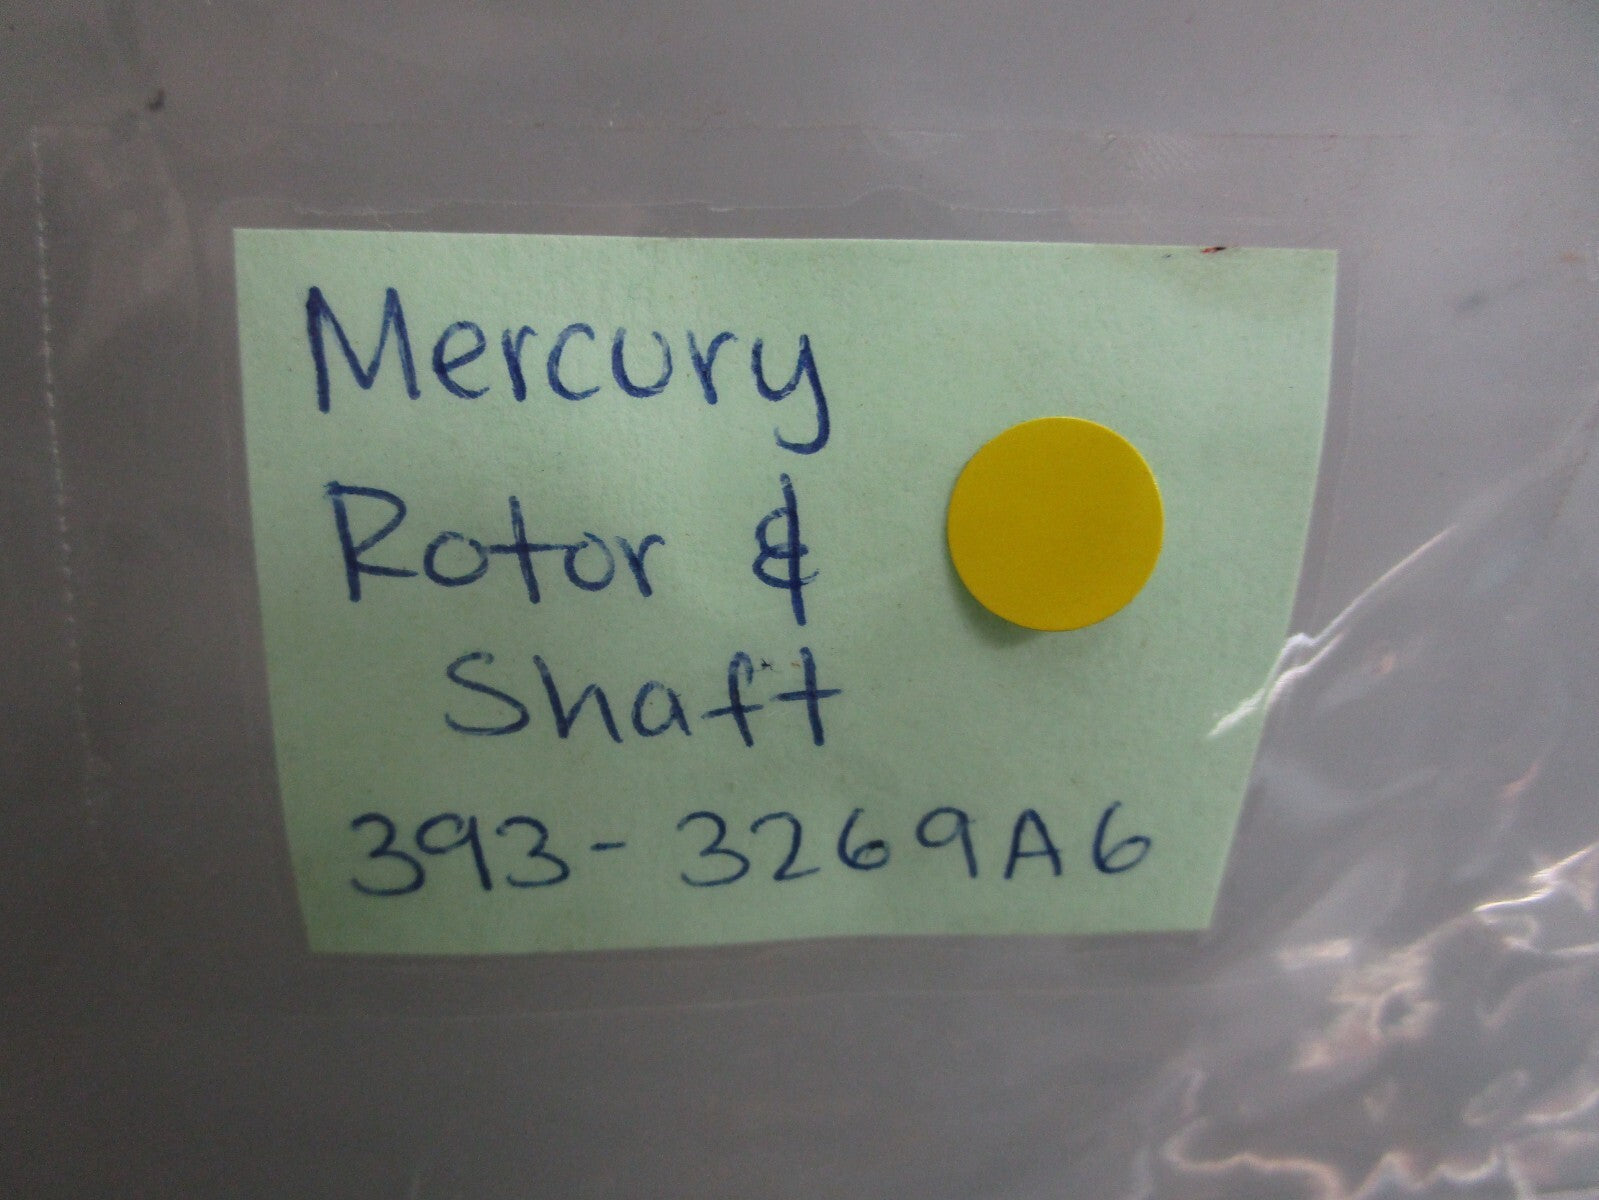 Mercury
Rotor &
Shaft
393-3269A6